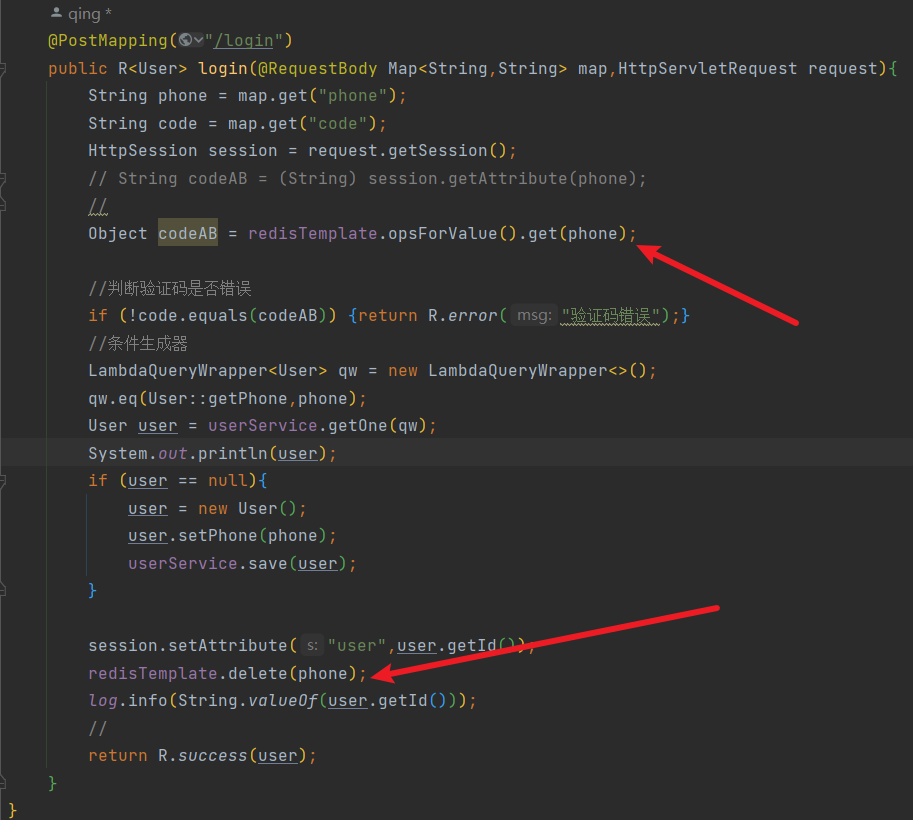 qing *
@PostMapping("/login")
public R<User> login(@RequestBody Map<String,String> map,HttpServletRequest request){
String phone = map.get("phone");
String code = map.get("code");
HttpSession session = request.getSession();
// String codeAB = (String) session.getAttribute(phone);
//
Object codeAB = redisTemplate.opsForValue().get(phone);
//判断验证码是否错误
if (!code.equals(codeAB)) {return R.error( msg: "验证码错误");}
//条件生成器
LambdaQueryWrapper<User> qw = new LambdaQueryWrapper<>();
qw.eq(User::getPhone,phone);
User user = userService.getOne(qw);
System.out.println(user);
if (user == null){
user = new User();
user.setPhone(phone);
userService.save(user);
}
session.setAttribute( s: "user",user.getId());
redisTemplate.delete(phone);
log.info(String.valueOf(user.getId()));
//
return R.success(user);
}
}